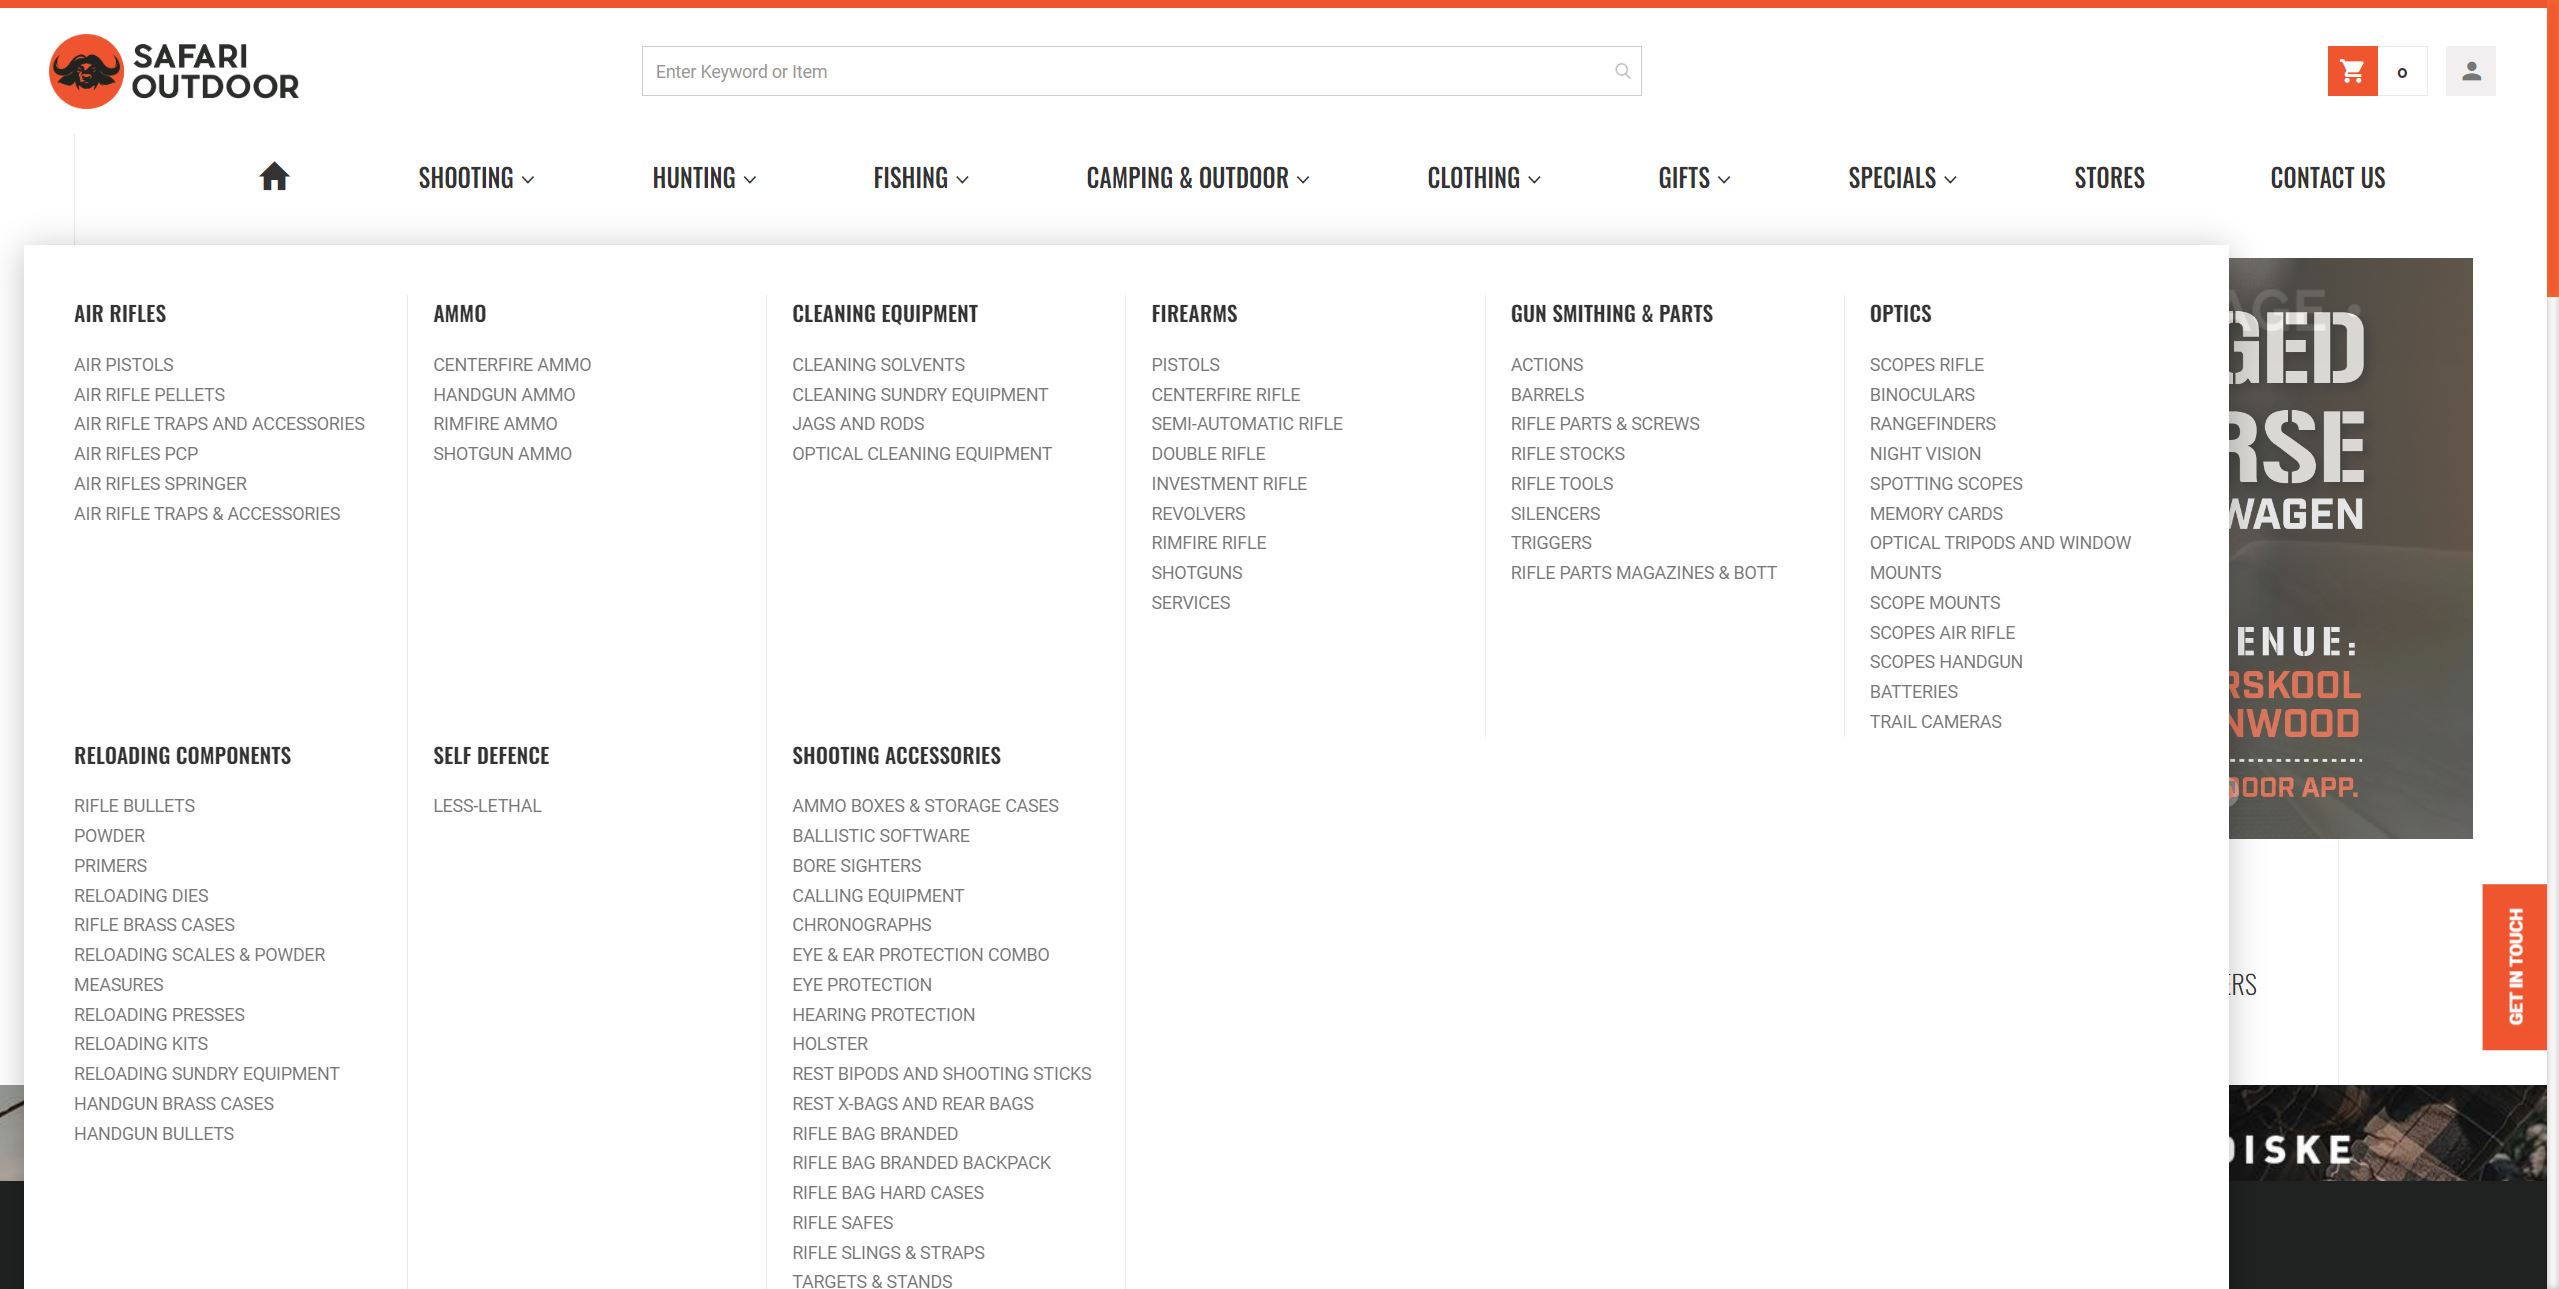 SAFARI
OUTDOOR
Enter Keyword or Item
0
SHOOTING
HUNTING
FISHING
CAMPING & OUTDOOR
CLOTHING
GIFTS
SPECIALS
STORES
CONTACT US
AIR RIFLES
AIR PISTOLS
AIR RIFLE PELLETS
AIR RIFLE TRAPS AND ACCESSORIES
AIR RIFLES PCP
AIR RIFLES SPRINGER
AIR RIFLE TRAPS & ACCESSORIES
AMMO
CENTERFIRE AMMO
HANDGUN AMMO
RIMFIRE AMMO
SHOTGUN AMMO
CLEANING EQUIPMENT
CLEANING SOLVENTS
CLEANING SUNDRY EQUIPMENT
JAGS AND RODS
OPTICAL CLEANING EQUIPMENT
FIREARMS
PISTOLS
CENTERFIRE RIFLE
SEMI-AUTOMATIC RIFLE
DOUBLE RIFLE
INVESTMENT RIFLE
REVOLVERS
RIMFIRE RIFLE
SHOTGUNS
SERVICES
GUN SMITHING & PARTS
ACTIONS
BARRELS
RIFLE PARTS & SCREWS
RIFLE STOCKS
RIFLE TOOLS
SILENCERS
TRIGGERS
RIFLE PARTS MAGAZINES & BOTT
OPTICS
SCOPES RIFLE
BINOCULARS
RANGEFINDERS
NIGHT VISION
SPOTTING SCOPES
MEMORY CARDS
OPTICAL TRIPODS AND WINDOW
MOUNTS
SCOPE MOUNTS
SCOPES AIR RIFLE
SCOPES HANDGUN
BATTERIES
TRAIL CAMERAS
RELOADING COMPONENTS
RIFLE BULLETS
POWDER
PRIMERS
RELOADING DIES
RIFLE BRASS CASES
RELOADING SCALES & POWDER
MEASURES
RELOADING PRESSES
RELOADING KITS
RELOADING SUNDRY EQUIPMENT
HANDGUN BRASS CASES
HANDGUN BULLETS
SELF DEFENCE
LESS-LETHAL
SHOOTING ACCESSORIES
AMMO BOXES & STORAGE CASES
BALLISTIC SOFTWARE
BORE SIGHTERS
CALLING EQUIPMENT
CHRONOGRAPHS
EYE & EAR PROTECTION COMBO
EYE PROTECTION
HEARING PROTECTION
HOLSTER
REST BIPODS AND SHOOTING STICKS
REST X-BAGS AND REAR BAGS
RIFLE BAG BRANDED
RIFLE BAG BRANDED BACKPACK
RIFLE BAG HARD CASES
RIFLE SAFES
RIFLE SLINGS & STRAPS
TARGETS & STANDS
GED
RSE
WAGEN
ENUE:
RSKOOL
NWOOD
OOR APP.
ERS
GET IN TOUCH
DISKE